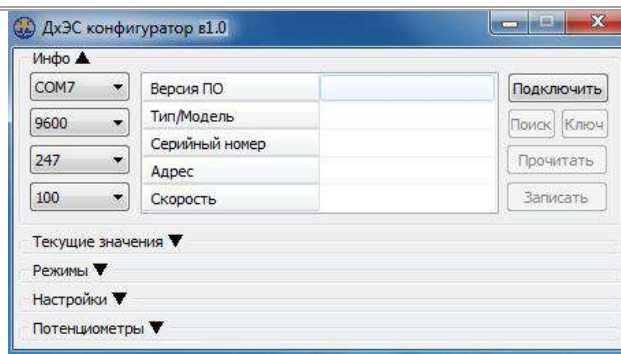 ДхЭС конфигуратор в1.0
Инфо ▲
COM7 Версия ПО Подключить
9600 Тип/Модель Поиск Ключ
Серийный номер
247 Адрес Прочитать
100 Скорость Записать
Текущие значения ▼
Режимы ▼
Настройки ▼
Потенциометры ▼